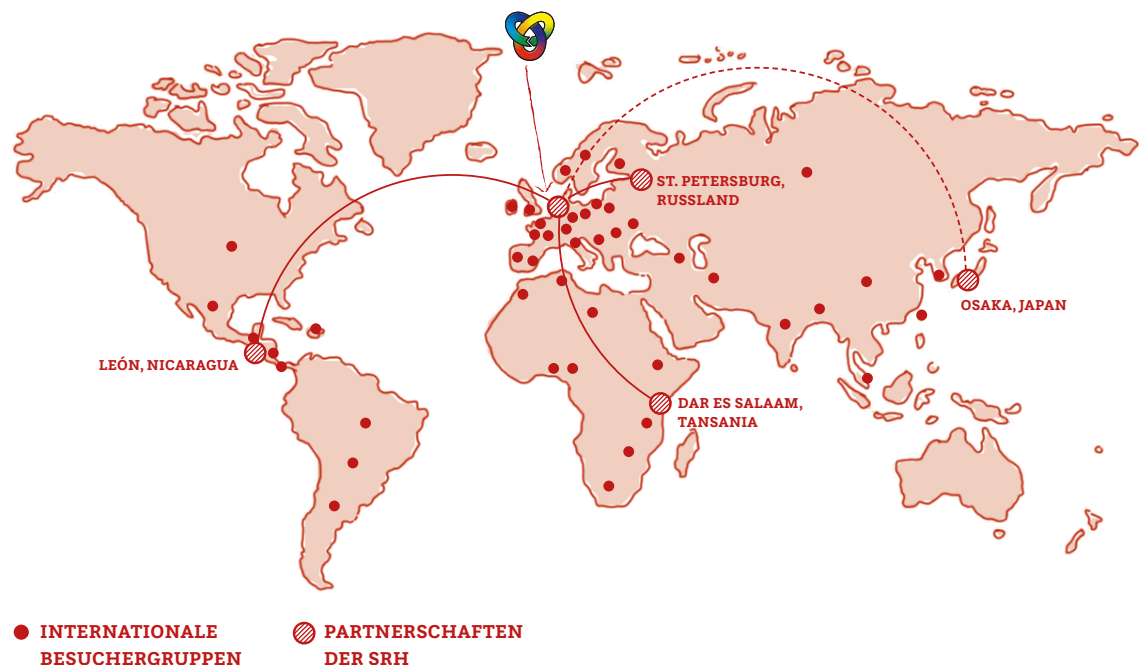 ST. PETERSBURG,
RUSSLAND
OSAKA, JAPAN
LEÓN, NICARAGUA
DAR ES SALAAM,
TANSANIA
INTERNATIONALE
BESUCHERGRUPPEN
PARTNERSCHAFTEN
DER SRH